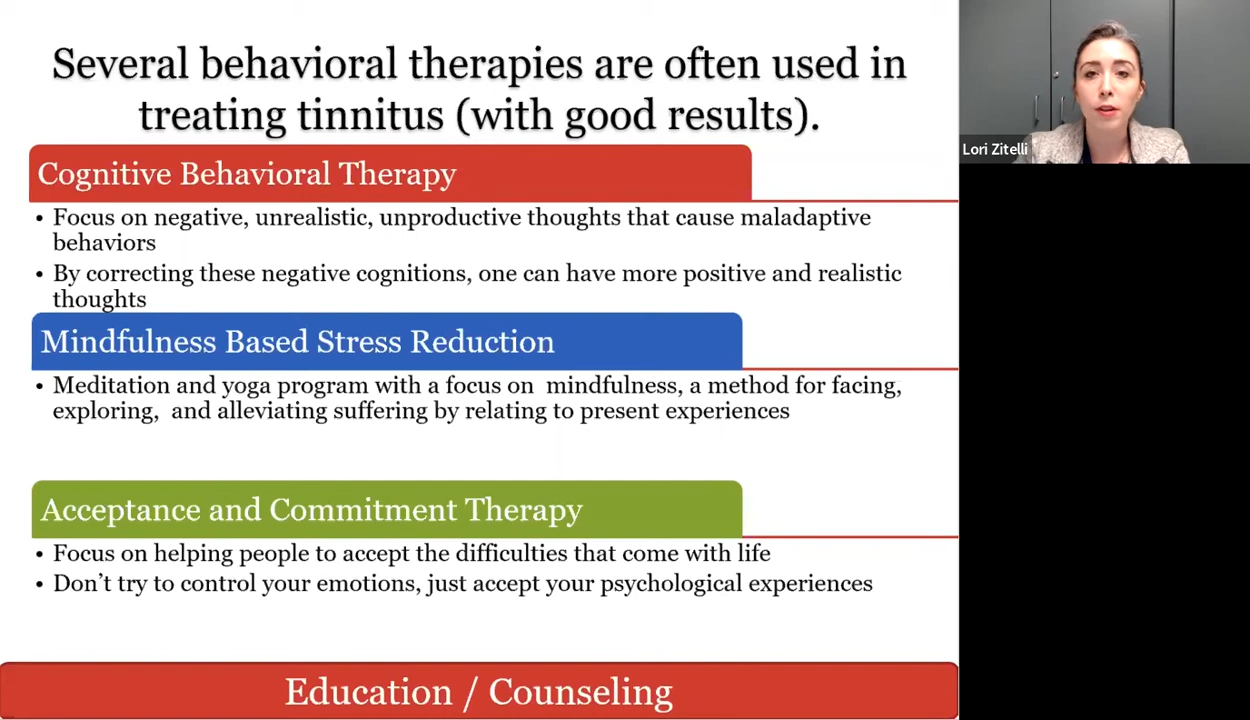 Several behavioral therapies are often used in
treating tinnitus (with good results).
Cognitive Behavioral Therapy
• Focus on negative, unrealistic, unproductive thoughts that cause maladaptive
behaviors
• By correcting these negative cognitions, one can have more positive and realistic
thoughts
Mindfulness Based Stress Reduction
• Meditation and yoga program with a focus on  mindfulness, a method for facing,
exploring,  and alleviating suffering by relating to present experiences
Acceptance and Commitment Therapy
• Focus on helping people to accept the difficulties that come with life
• Don’t try to control your emotions, just accept your psychological experiences
Education / Counseling
Lori Zitelli